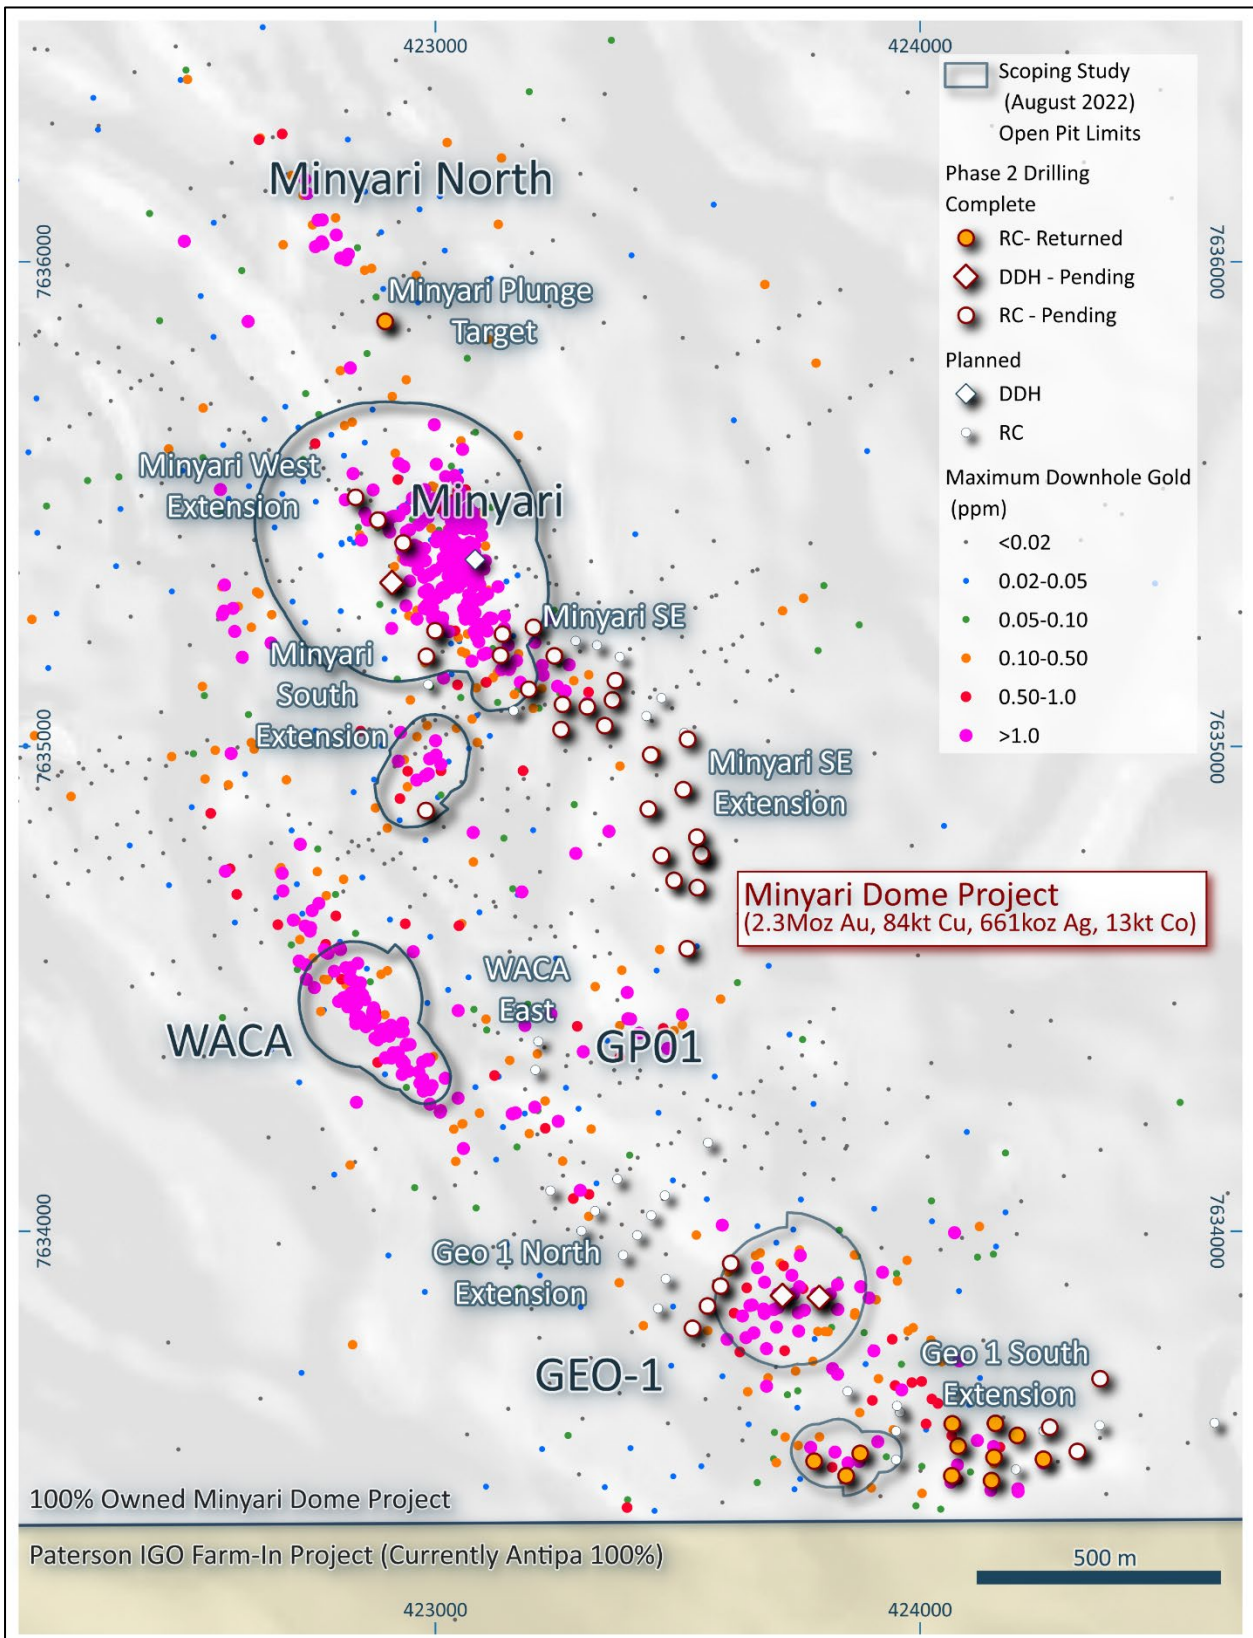 423000
424000
Scoping Study
(August 2022)
Open Pit Limits
Phase 2 Drilling
Complete
RC- Returned
DDH - Pending
RC - Pending
Planned
DDH
RC
Maximum Downhole Gold
(ppm)
<0.02
0.02-0.05
0.05-0.10
0.10-0.50
0.50-1.0
>1.0
Minyari North
7636000
7636000
Minyari Plunge
Target
Minyari West
Extension
Minyari
Minyari SE
Minyari
South
Extension
7635000
7635000
Minyari SE
Extension
Minyari Dome Project
(2.3Moz Au, 84kt Cu, 661koz Ag, 13kt Co)
WACA
East
WACA
GP01
7634000
7634000
Geo 1 North
Extension
GEO-1
Geo 1 South
Extension
100% Owned Minyari Dome Project
Paterson IGO Farm-In Project (Currently Antipa 100%)
500 m
423000
424000